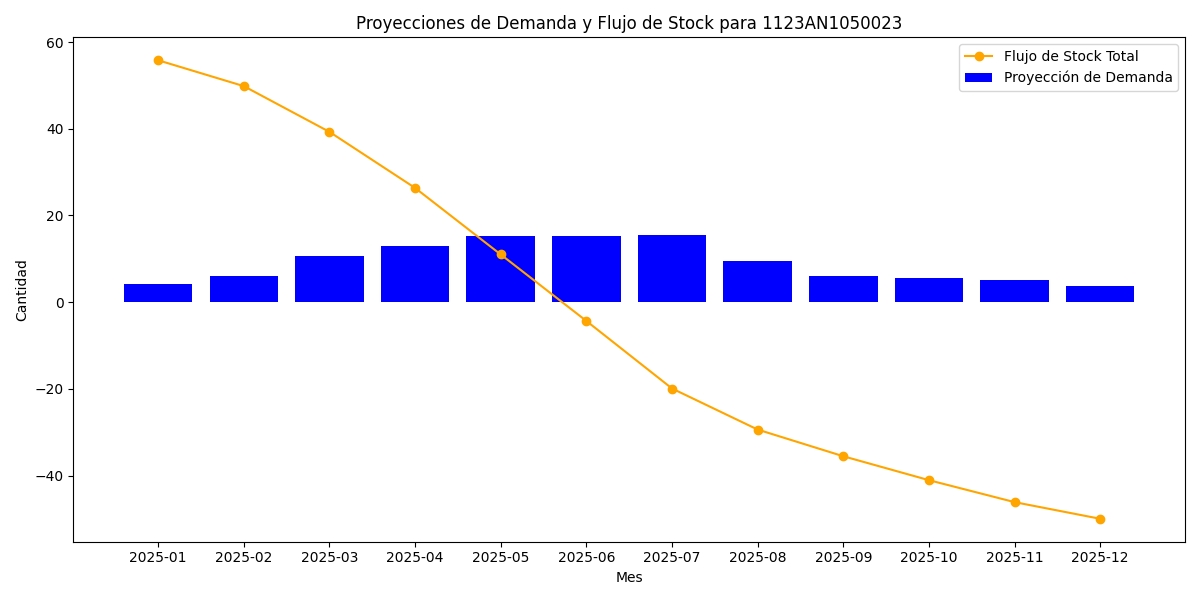 Proyecciones de Demanda y Flujo de Stock para 1123AN1050023
Flujo de Stock Total
Proyección de Demanda
Cantidad
60
40
20
0
−20
−40
2025-01 2025-02 2025-03 2025-04 2025-05 2025-06 2025-07 2025-08 2025-09 2025-10 2025-11 2025-12
Mes